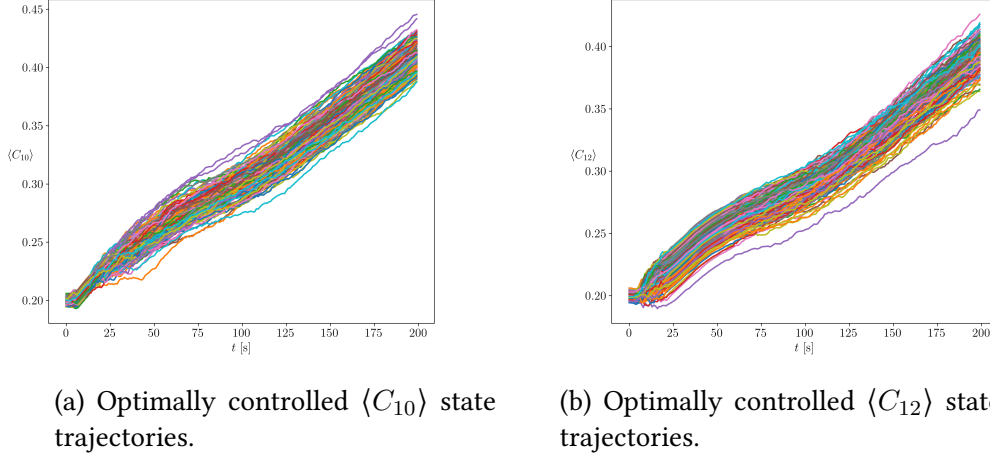 0.45
0.40
0.35
⟨C10⟩
0.30
0.25
0.20
0 25 50 75 100 125 150 175 200
t [s]
(a) Optimally controlled ⟨C10⟩ state
trajectories.
0.40
0.35
⟨C12⟩
0.30
0.25
0.20
0 25 50 75 100 125 150 175 200
t [s]
(b) Optimally controlled ⟨C12⟩ stat
trajectories.